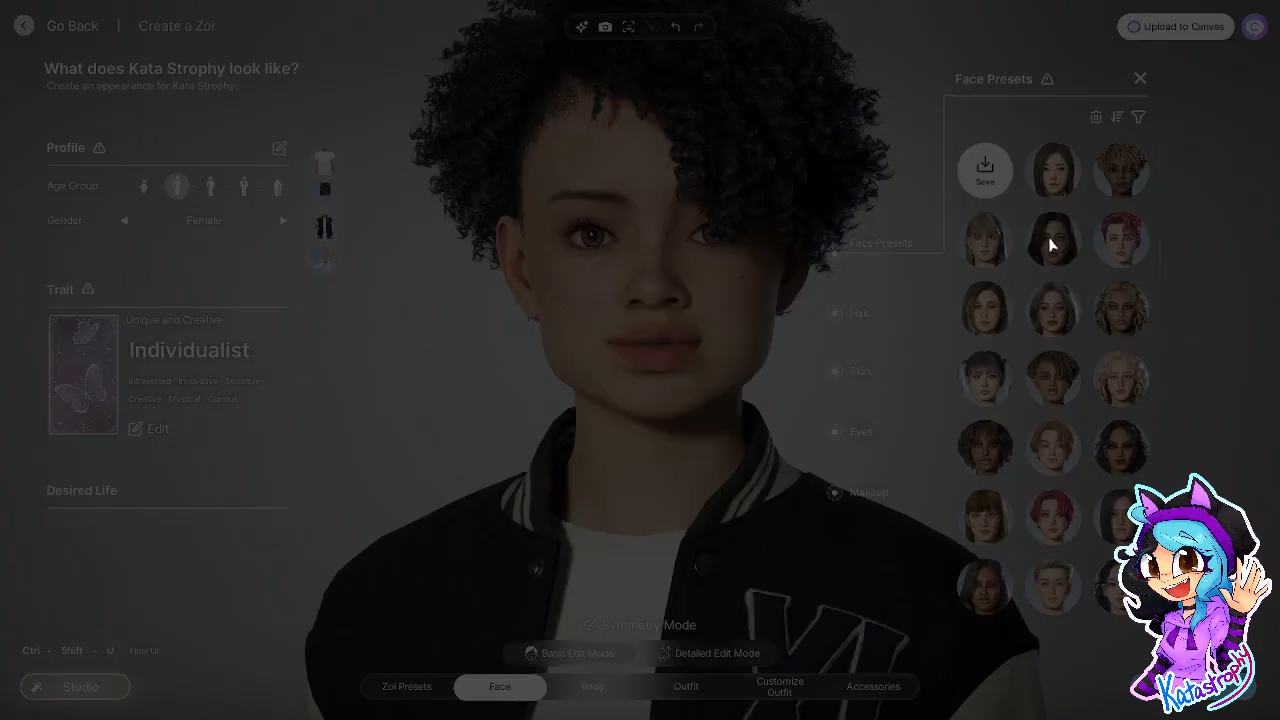 Go Back | Create a Zoi
Upload to Canvas
What does Kata Strophy look like?
Create an appearance for Kata Strophy.
Face Presets
Profile
Save
Age Group
Gender
Female
Face Presets
Trait
Hair
Unique and Creative
Individualist
Introverted · Innovative · Sensitive
Creative · Mystical · Curious
Skin
Edit
Eyes
Desired Life
Makeup
Symmetry Mode
Ctrl + Shift + U Hide UI
Basic Edit Mode
Detailed Edit Mode
Studio
Zoi Presets
Face
Body
Outfit
Customize
Outfit
Accessories
Katastrophy